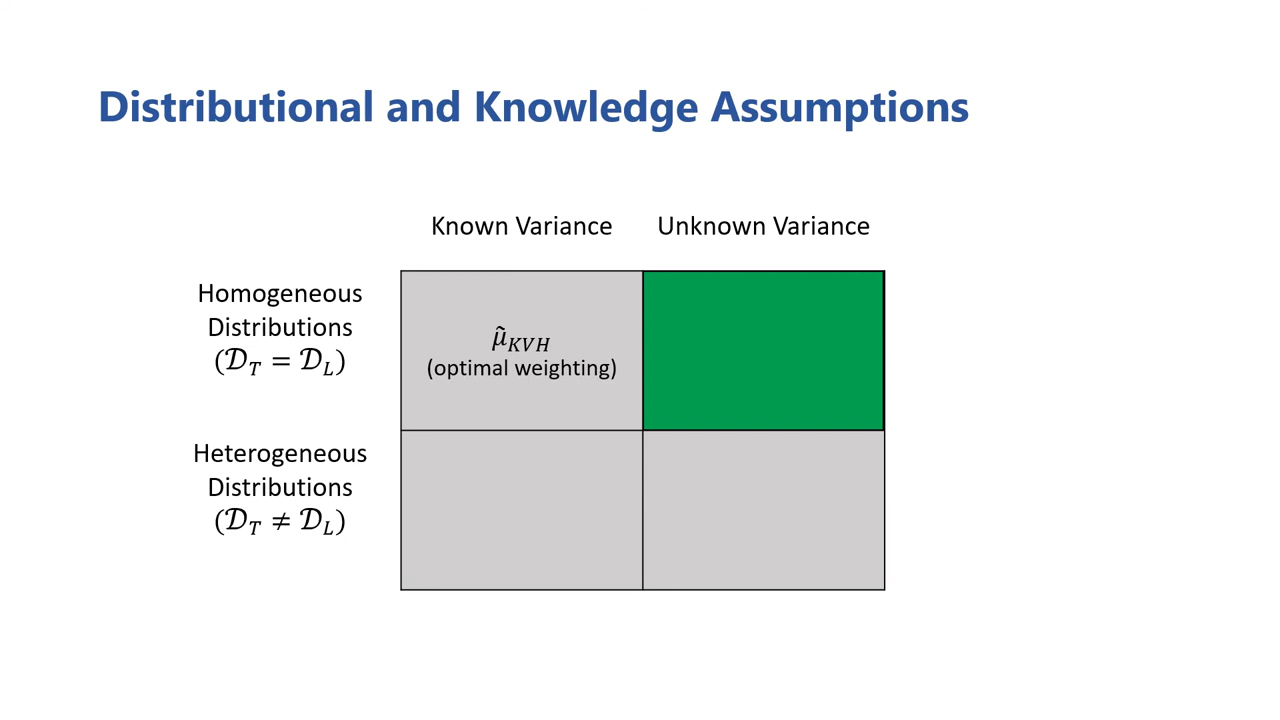 Distributional and Knowledge Assumptions
Known Variance
Unknown Variance
Homogeneous
Distributions
(𝒟_T = 𝒟_L)
μ̃_KVH
(optimal weighting)
Heterogeneous
Distributions
(𝒟_T ≠ 𝒟_L)